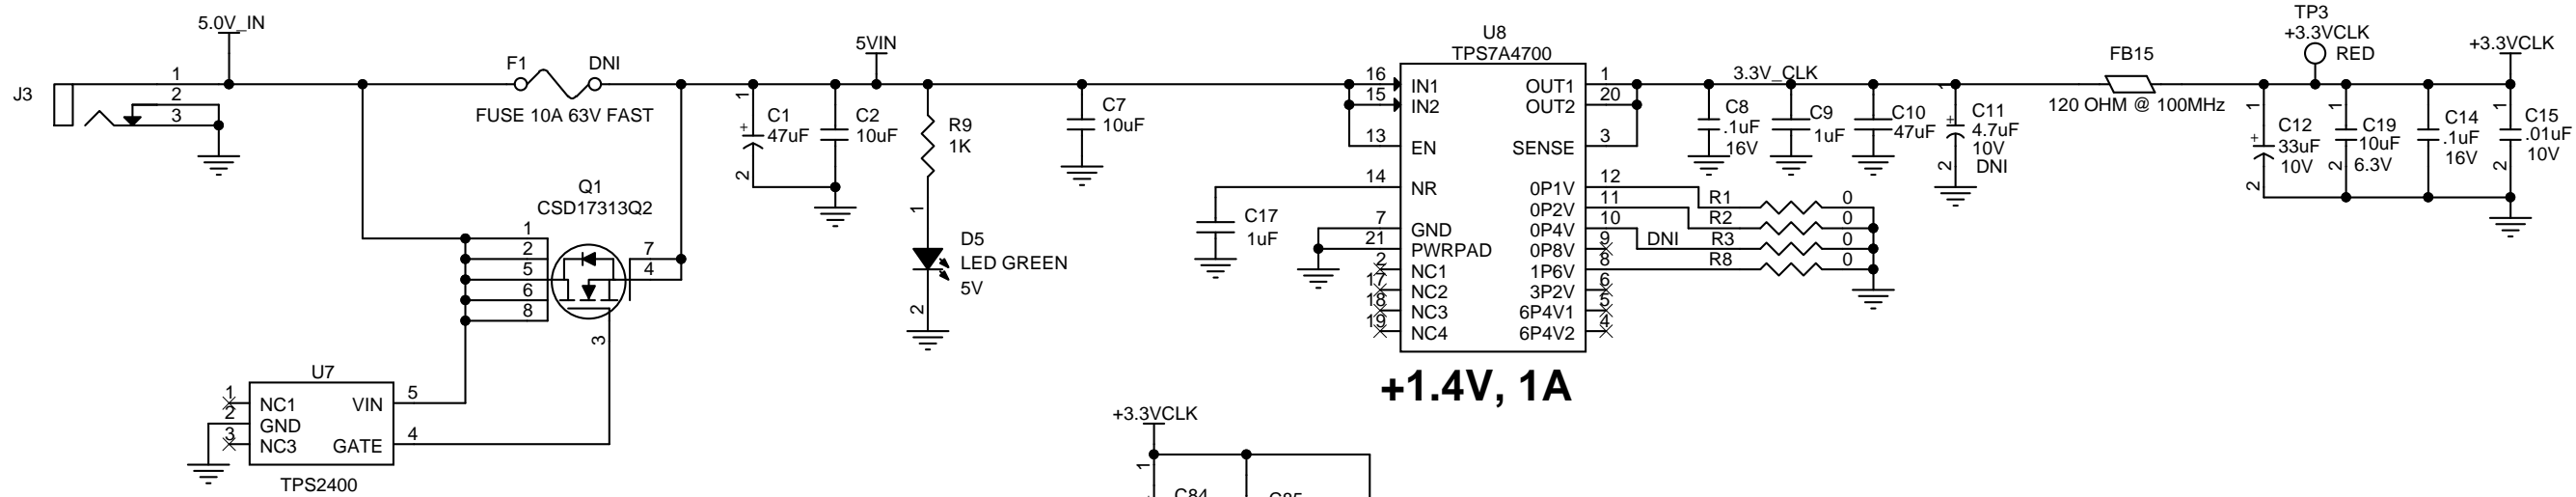 5.0V_IN
J3
1
2
3
F1
DNI
FUSE 10A 63V FAST
5VIN
1
C1
47uF
+
2
C2
10uF
R9
1K
1
D5
LED GREEN
5V
2
C7
10uF
Q1
CSD17313Q2
1
2
5
6
8
7
4
3
U7
1
NC1
2
GND
3
NC3
VIN
5
GATE
4
TPS2400
U8
TPS7A4700
16
IN1
15
IN2
13
EN
14
NR
7
GND
21
PWRPAD
2
NC1
17
NC2
18
NC3
19
NC4
OUT1
1
OUT2
20
SENSE
3
0P1V
12
0P2V
11
0P4V
10
0P8V
9
1P6V
8
3P2V
6
6P4V1
5
6P4V2
4
+1.4V, 1A
C17
1uF
3.3V_CLK
C8
.1uF
16V
C9
1uF
C10
47uF
1
+
C11
4.7uF
10V
DNI
2
R1
0
R2
0
DNI
R3
0
R8
0
FB15
120 OHM @ 100MHz
TP3
+3.3VCLK
RED
+3.3VCLK
1
+
C12
33uF
10V
2
1
C19
10uF
6.3V
2
C14
.1uF
16V
1
C15
.01uF
10V
2
+3.3VCLK
1
C84
C85